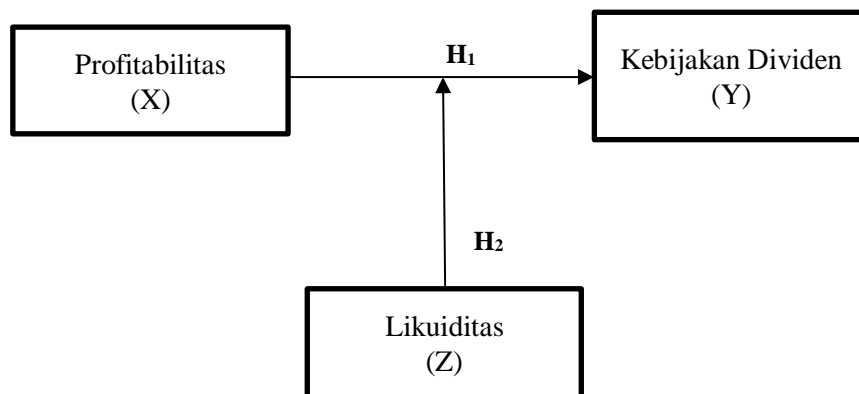 Profitabilitas
(X)
H₁
Kebijakan Dividen
(Y)
H₂
Likuiditas
(Z)